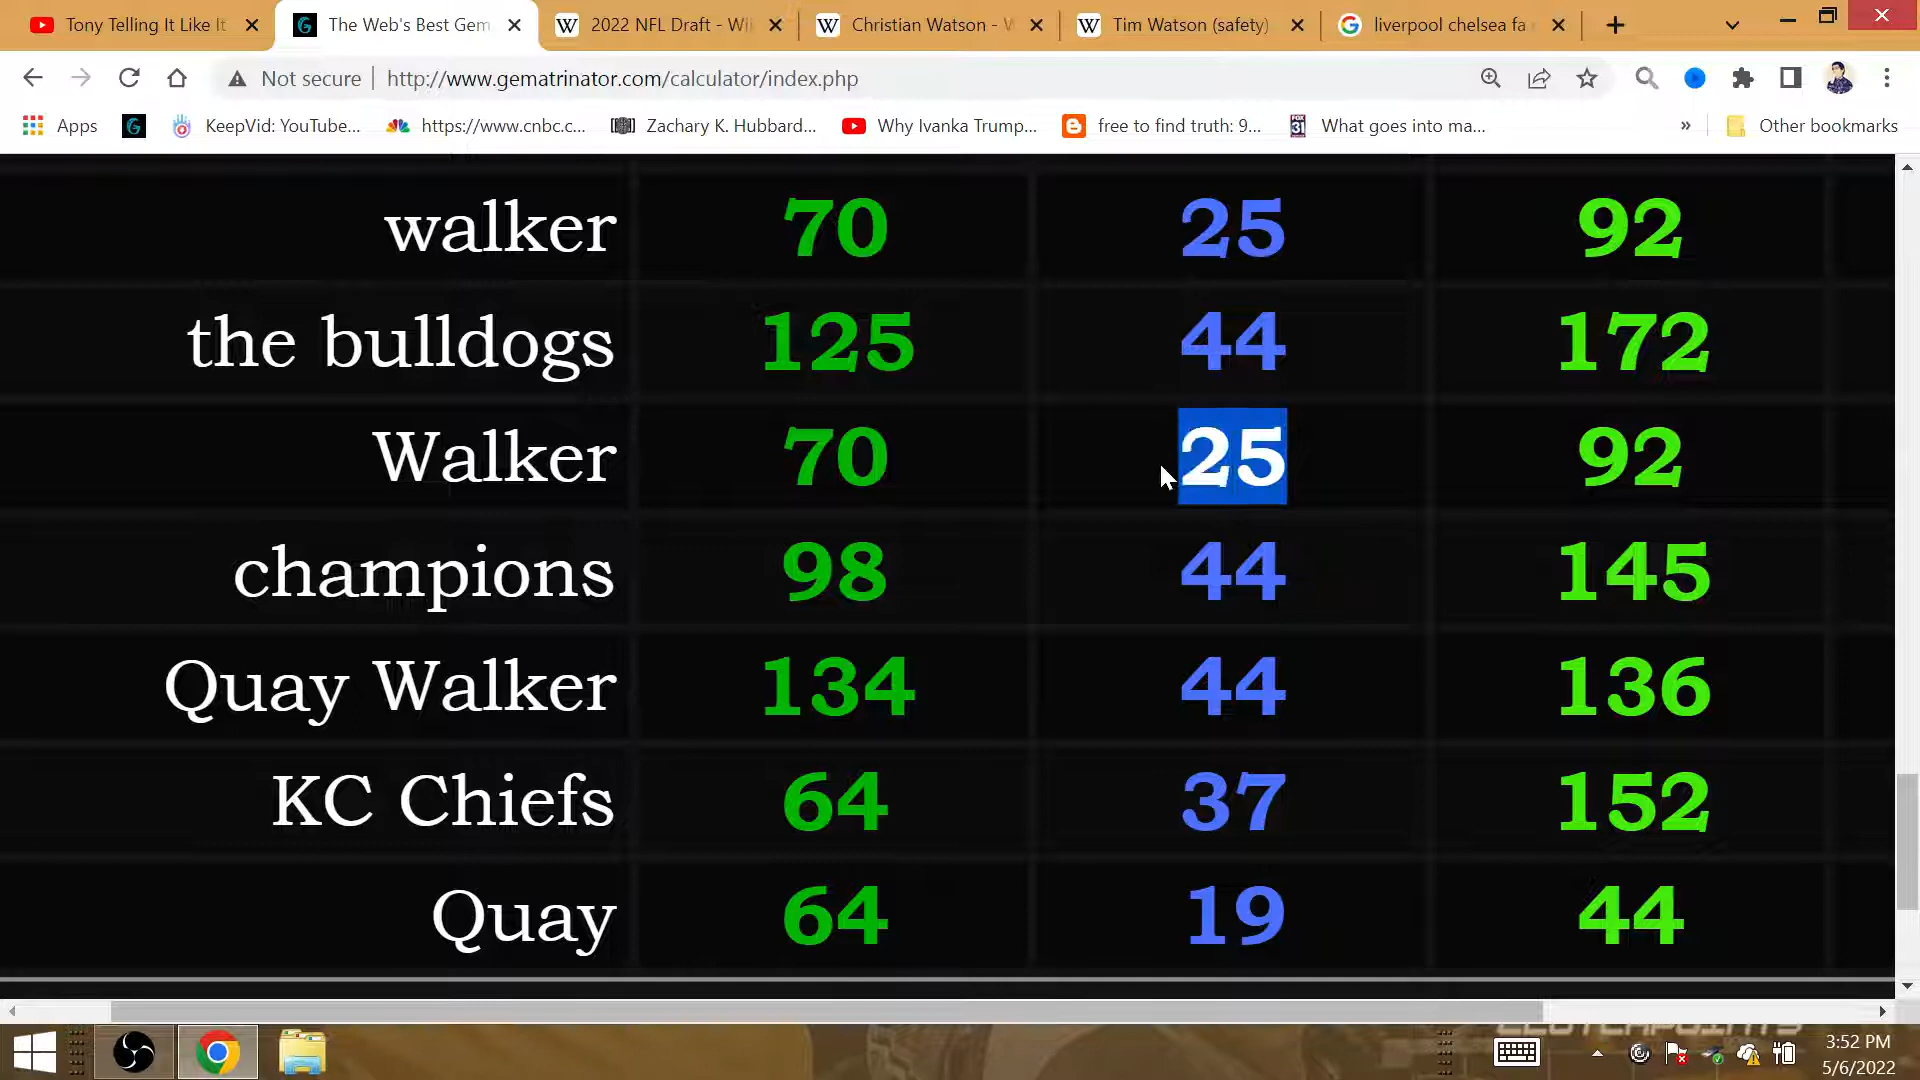 Tony Telling It Like It
The Web's Best Gem
2022 NFL Draft - Wi
Christian Watson - W
Tim Watson (safety)
liverpool chelsea fa
Not secure
http://www.gematrinator.com/calculator/index.php
Apps
KeepVid: YouTube...
https://www.cnbc.c...
Zachary K. Hubbard...
Why Ivanka Trump,...
free to find truth: 9...
FOX 31
What goes into ma...
»
Other bookmarks
walker 70 25 92
the bulldogs 125 44 172
Walker 70 25 92
champions 98 44 145
Quay Walker 134 44 136
KC Chiefs 64 37 152
Quay 64 19 44
CLUTCHPOINTS
3:52 PM
5/6/2022